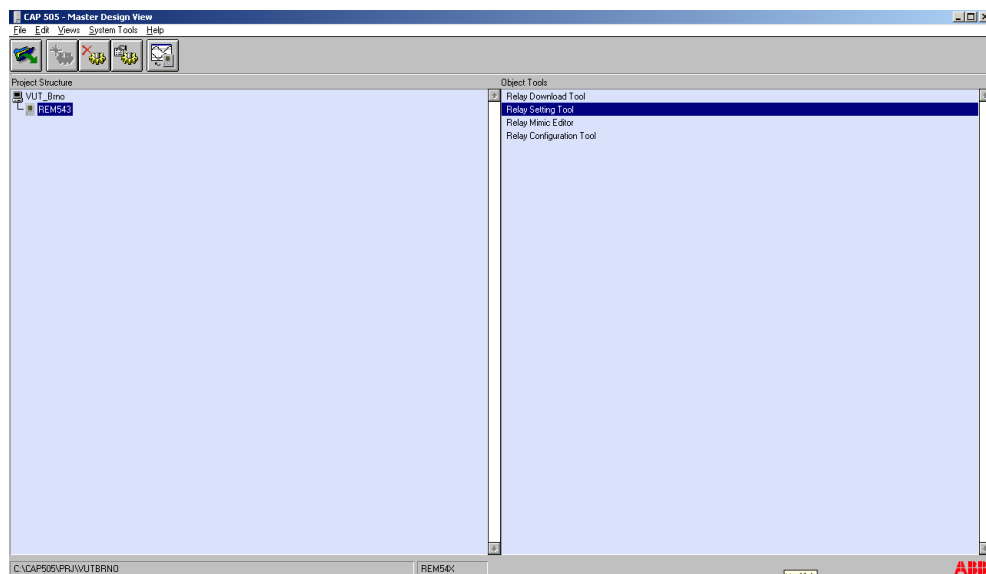 CAP 505 - Master Design View
File Edit Views System Tools Help
Project Structure
VUT_Brno
REM543
Object Tools
Relay Download Tool
Relay Setting Tool
Relay Mimic Editor
Relay Configuration Tool
C:\CAP505\PRJ\VUTBRNO
REM54X
ABB